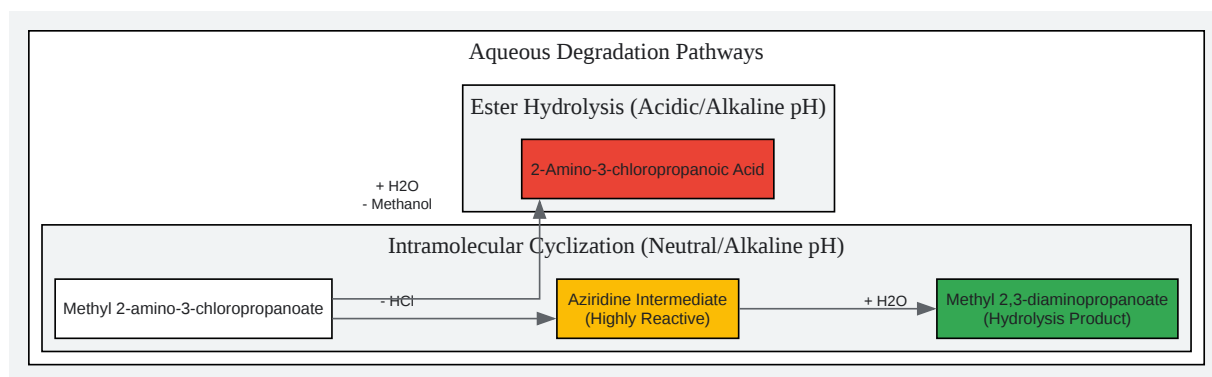 Aqueous Degradation Pathways
Ester Hydrolysis (Acidic/Alkaline pH)
2-Amino-3-chloropropanoic Acid
+ H2O
- Methanol
Intramolecular Cyclization (Neutral/Alkaline pH)
Methyl 2-amino-3-chloropropanoate
- HCl
Aziridine Intermediate
(Highly Reactive)
+ H2O
Methyl 2,3-diaminopropanoate
(Hydrolysis Product)